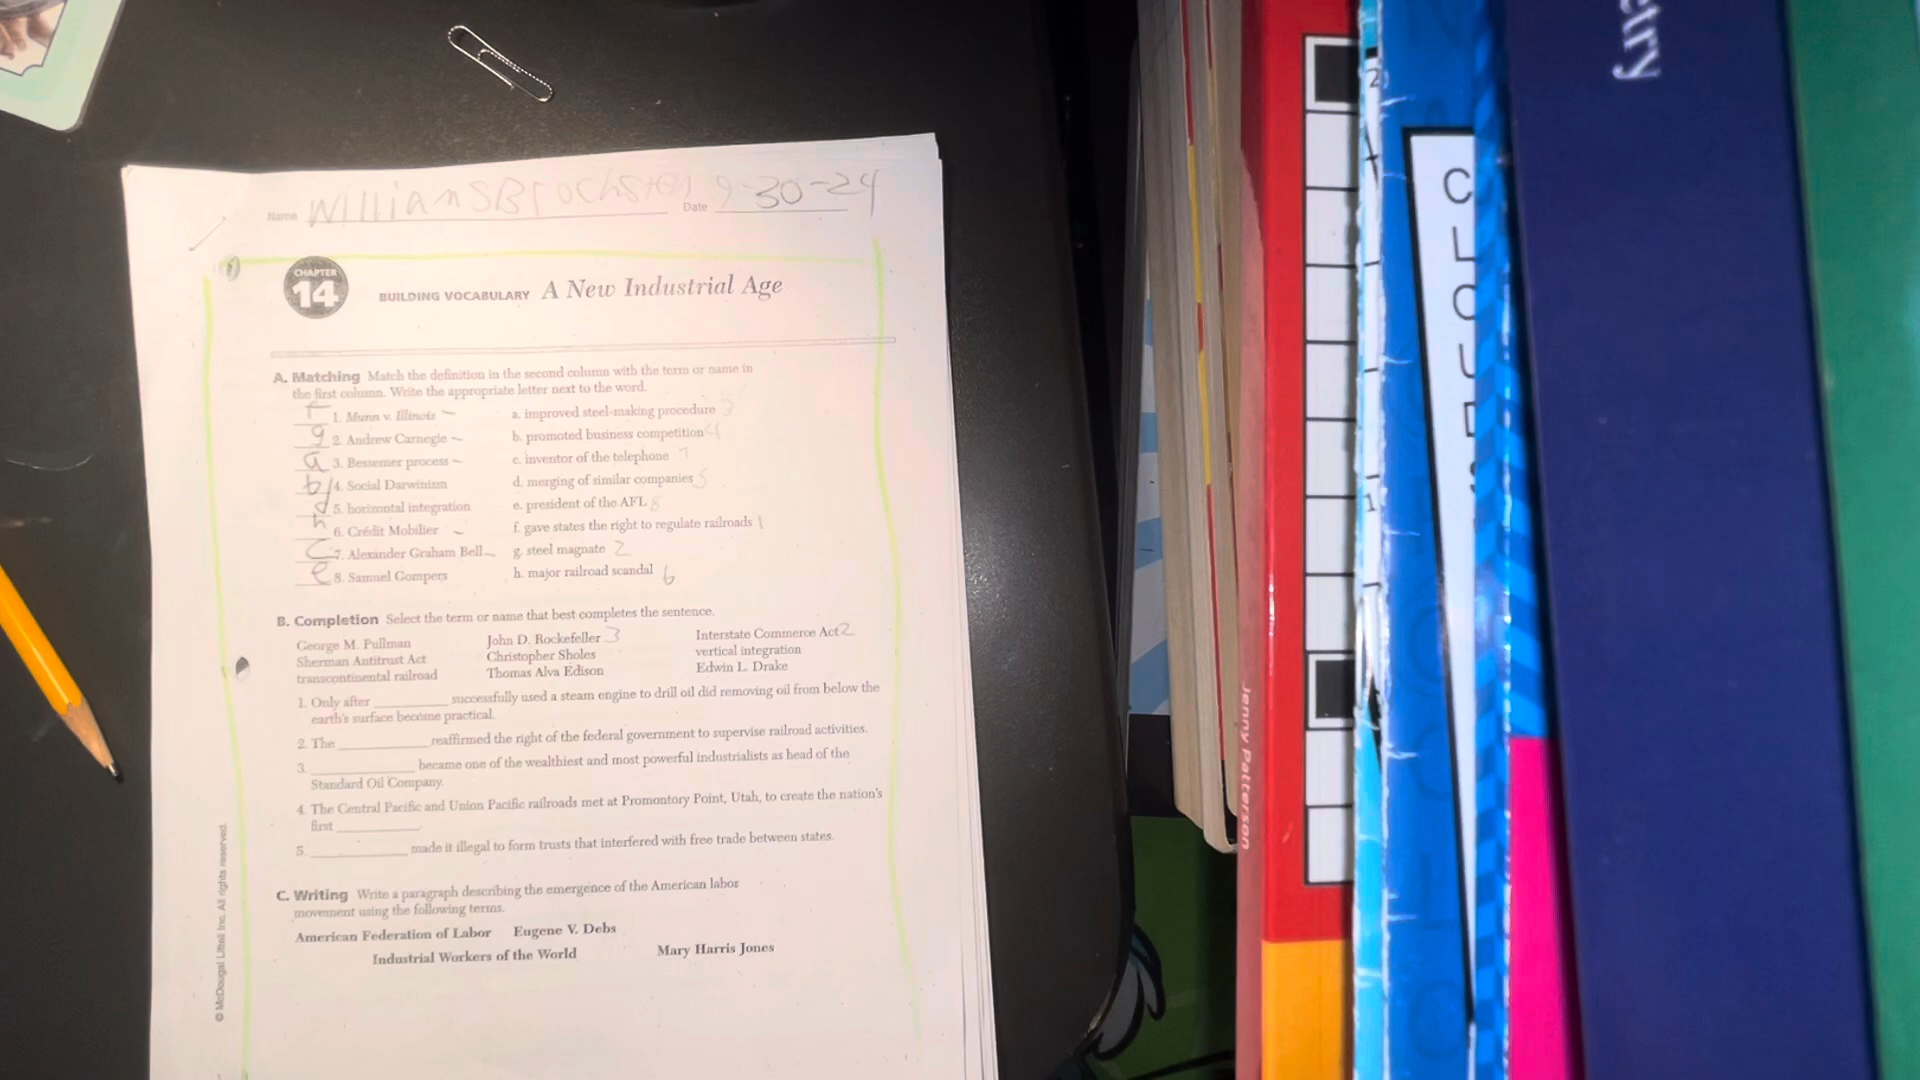 Name WIllianSBrochsten Date 9-30-24
CHAPTER
14
BUILDING VOCABULARY A New Industrial Age
A. Matching Match the definition in the second column with the term or name in
the first column. Write the appropriate letter next to the word.
f 1. Munn v. Illinois a. improved steel-making procedure 3
g 2. Andrew Carnegie b. promoted business competition 4
a 3. Bessemer process c. inventor of the telephone 7
b 4. Social Darwinism d. merging of similar companies 5
d 5. horizontal integration e. president of the AFL 8
h 6. Crédit Mobilier f. gave states the right to regulate railroads 1
C 7. Alexander Graham Bell g. steel magnate 2
e 8. Samuel Gompers h. major railroad scandal 6
B. Completion Select the term or name that best completes the sentence.
George M. Pullman John D. Rockefeller 3 Interstate Commerce Act 2
Sherman Antitrust Act Christopher Sholes vertical integration
transcontinental railroad Thomas Alva Edison Edwin L. Drake
1. Only after ________ successfully used a steam engine to drill oil did removing oil from below the
earth's surface become practical.
2. The ________ reaffirmed the right of the federal government to supervise railroad activities.
3. ________ became one of the wealthiest and most powerful industrialists as head of the
Standard Oil Company.
4. The Central Pacific and Union Pacific railroads met at Promontory Point, Utah, to create the nation's
first ________.
5. ________ made it illegal to form trusts that interfered with free trade between states.
C. Writing Write a paragraph describing the emergence of the American labor
movement using the following terms.
American Federation of Labor Eugene V. Debs
Industrial Workers of the World Mary Harris Jones
© McDougal Littell Inc. All rights reserved.
Jenny Patterson
etry